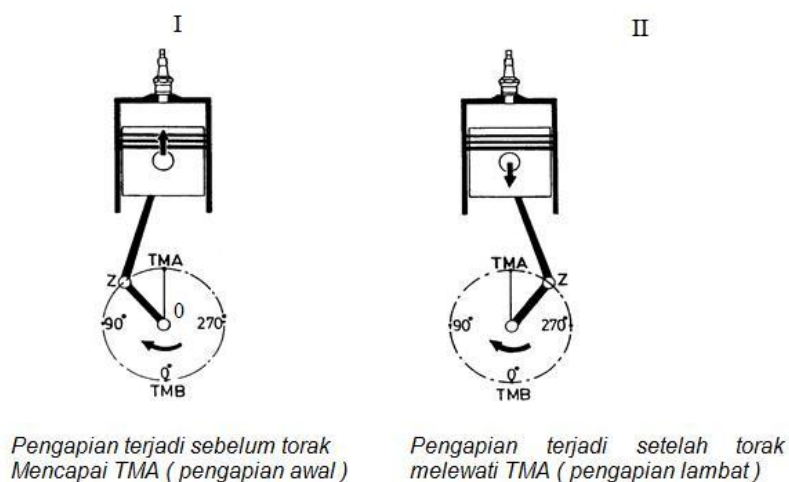 I
TMA
Z
0
90°
270°
0°
TMB
Pengapian terjadi sebelum torak
Mencapai TMA ( pengapian awal )
II
TMA
Z
90°
270°
0°
TMB
Pengapian terjadi setelah torak
melewati TMA ( pengapian lambat )